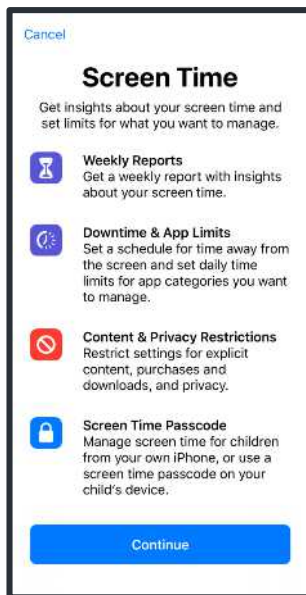 Cancel
Screen Time
Get insights about your screen time and
set limits for what you want to manage.
Weekly Reports
Get a weekly report with insights
about your screen time.
Downtime & App Limits
Set a schedule for time away from
the screen and set daily time
limits for app categories you want
to manage.
Content & Privacy Restrictions
Restrict settings for explicit
content, purchases and
downloads, and privacy.
Screen Time Passcode
Manage screen time for children
from your own iPhone, or use a
screen time passcode on your
child's device.
Continue